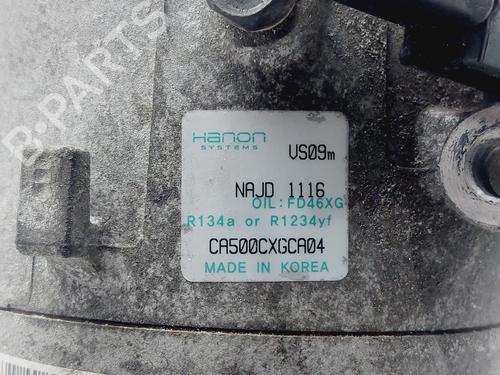 B-PARTS
Hanon
SYSTEMS
VS09m
NAJD 1116
OIL: FD46XG
R134a or R1234yf
CA500CXGCA04
MADE IN KOREA